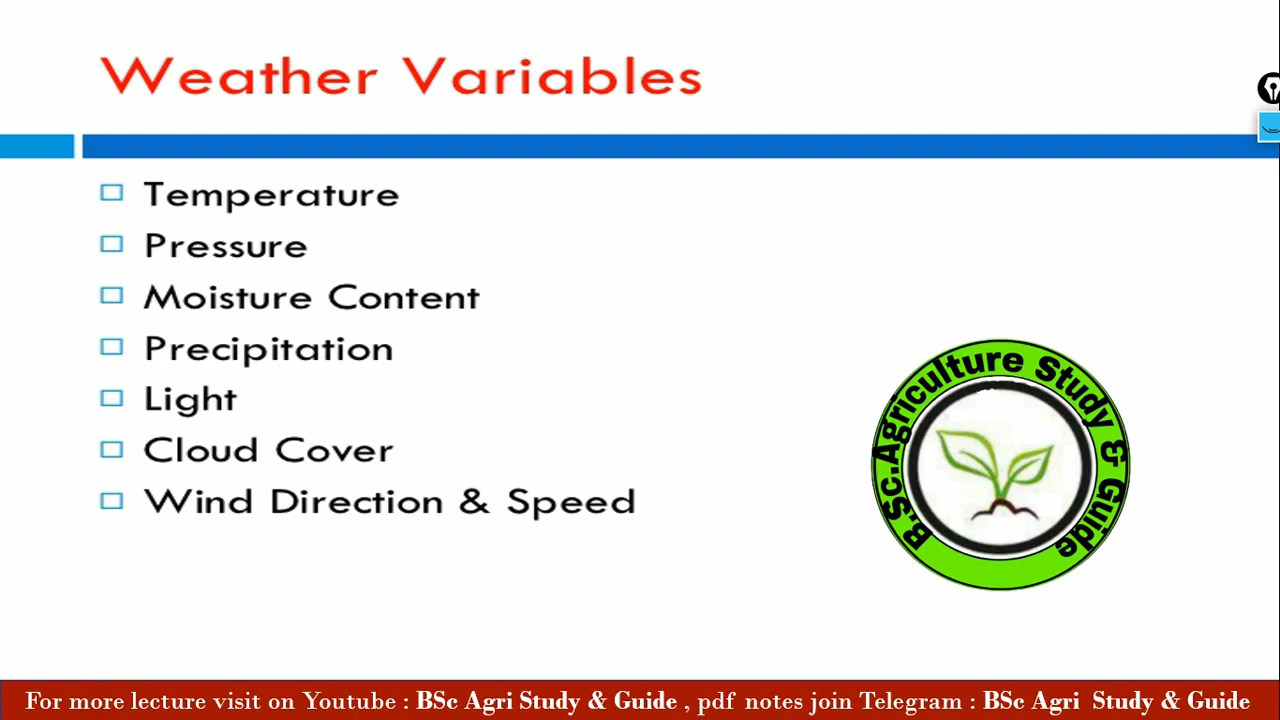 Weather Variables
Temperature
Pressure
Moisture Content
Precipitation
Light
Cloud Cover
Wind Direction & Speed
B.Sc.Agriculture Study & Guide
For more lecture visit on Youtube : BSc Agri Study & Guide , pdf notes join Telegram : BSc Agri Study & Guide